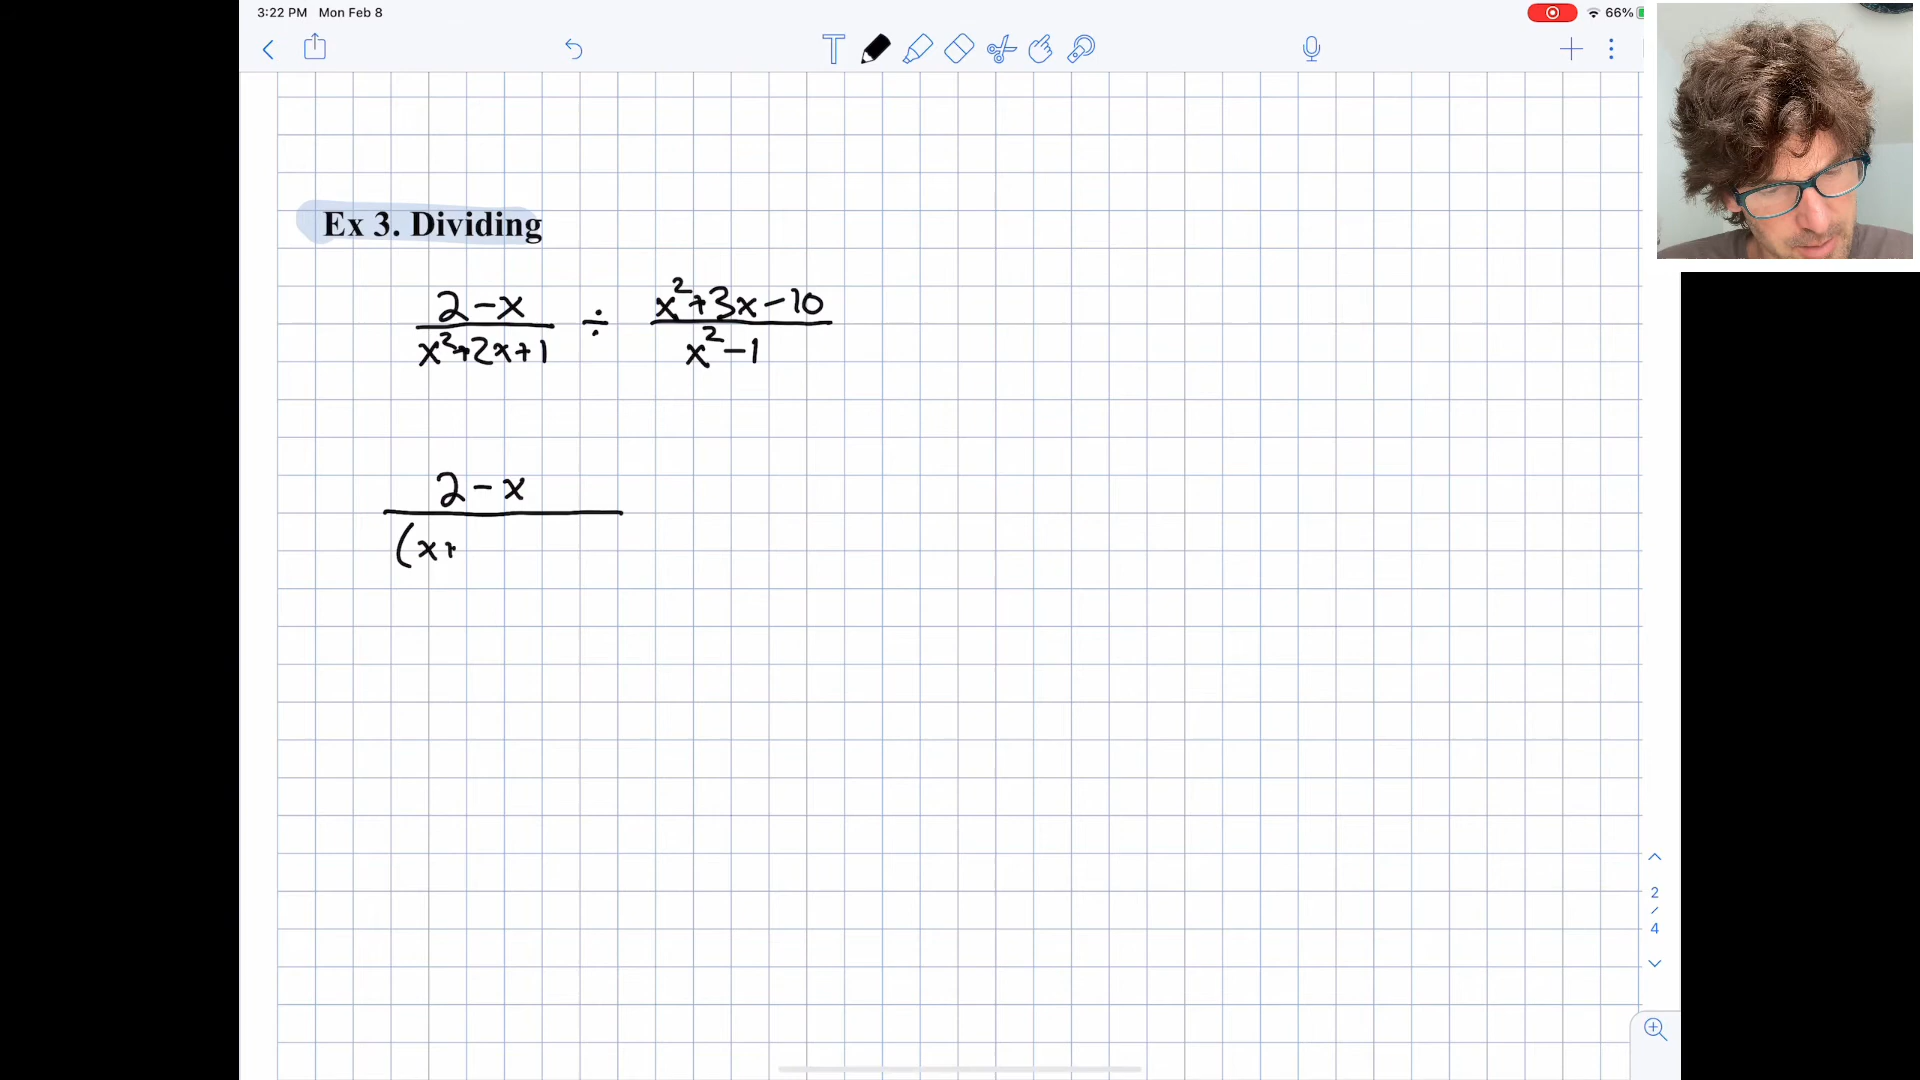 3:22 PM Mon Feb 8
66%
Ex 3. Dividing
2-x ÷ x²+3x-10
x²+2x+1 x²-1
2-x
(x+
2
/
4